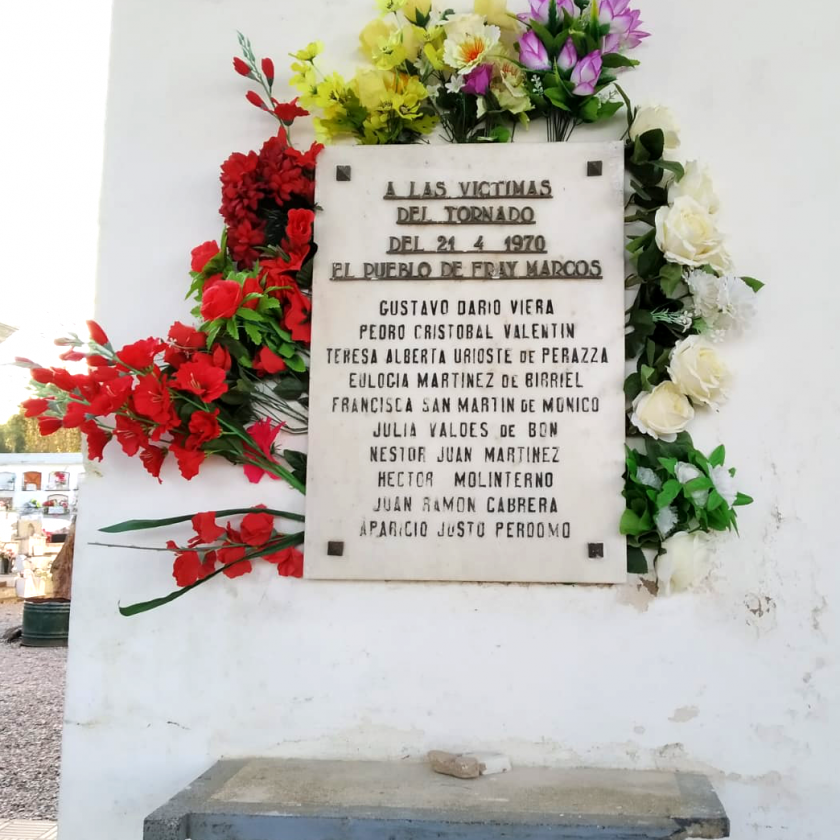 A LAS VICTIMAS
DEL TORNADO
DEL 21 4 1970
EL PUEBLO DE FRAY MARCOS
GUSTAVO DARIO VIERA
PEDRO CRISTOBAL VALENTIN
TERESA ALBERTA URIOSTE DE PERAZZA
EULOGIA MARTINEZ DE BIRRIEL
FRANCISCA SAN MARTIN DE MONICO
JULIA VALDES DE BON
NESTOR JUAN MARTINEZ
HECTOR MOLINTERNO
JUAN RAMON CABRERA
APARICIO JUSTO PERDOMO